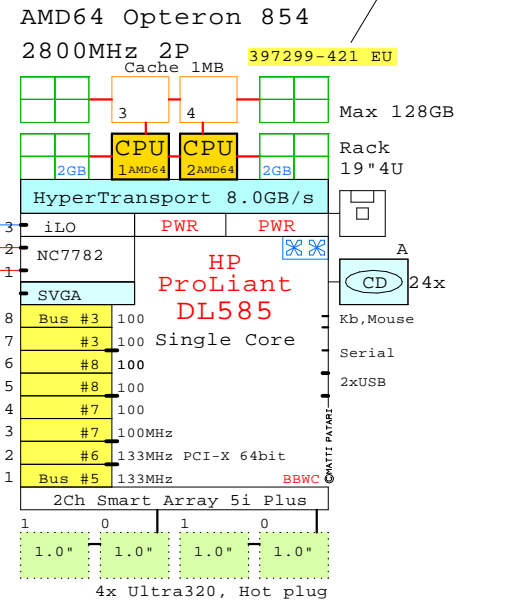 AMD64 Opteron 854
2800MHz 2P
397299-421 EU
Cache 1MB
3
4
Max 128GB
CPU
CPU
Rack
2GB
1AMD64
2AMD64
2GB
19"4U
HyperTransport 8.0GB/s
3
iLO
PWR
PWR
2
NC7782
A
HP
1
ProLiant
CD
24x
SVGA
DL585
8
Bus #3
100
Kb,Mouse
7
#3
100
Single Core
Serial
6
#8
100
5
#8
100
2xUSB
4
#7
100
3
#7
100MHz
2
#6
133MHz PCI-X 64bit
1
Bus #5
133MHz
BBWC
©MATTI PATARI
2Ch Smart Array 5i Plus
1
0
1
0
1.0"
1.0"
1.0"
1.0"
4x Ultra320, Hot plug